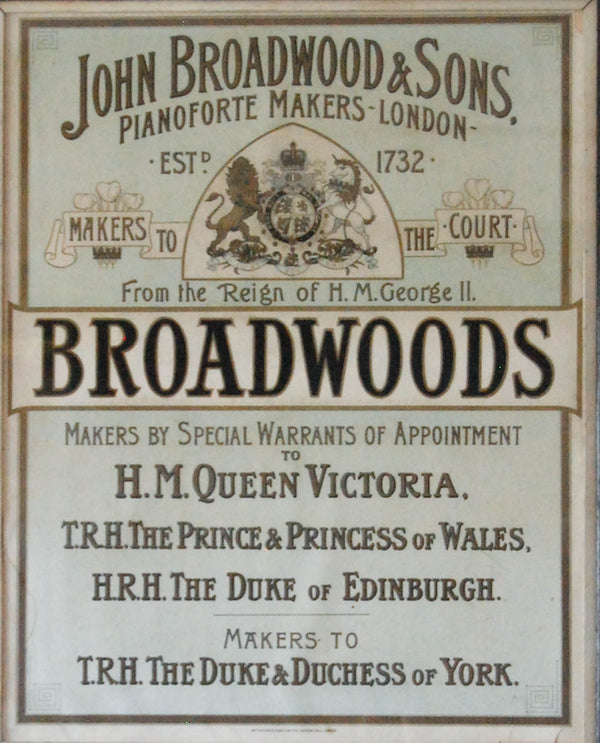 JOHN BROADWOOD & SONS,
PIANOFORTE MAKERS - LONDON -
· ESTD 1732 ·
MAKERS TO THE · COURT ·
From the Reign of H. M. George II.
BROADWOODS
MAKERS BY SPECIAL WARRANTS OF APPOINTMENT
TO
H. M. QUEEN VICTORIA,
T.R.H. THE PRINCE & PRINCESS OF WALES,
H.R.H. THE DUKE OF EDINBURGH.
MAKERS TO
T.R.H. THE DUKE & DUCHESS OF YORK.